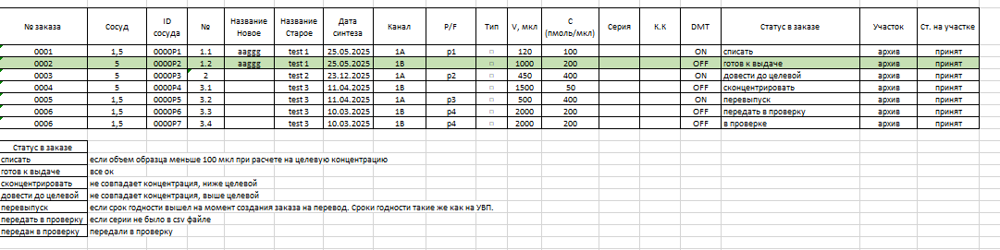 № заказа Сосуд ID сосуда № Название Новое Название Старое Дата синтеза Канал P/F Тип V, мкл C (пмоль/мкл) Серия К.К DMT Статус в заказе Участок Ст. на участке
0001 1,5 0000P1 1.1 aaggg test 1 25.05.2025 1A p1 □ 120 100 ON списать архив принят
0002 5 0000P2 1.2 aaggg test 1 25.05.2025 1B □ 1000 200 OFF готов к выдаче архив принят
0003 5 0000P3 2 test 2 23.12.2024 1A p2 □ 450 400 ON довести до целевой архив принят
0004 5 0000P4 3.1 test 3 11.04.2025 1B □ 1500 50 OFF сконцентрировать архив принят
0005 1,5 0000P5 3.2 test 3 11.04.2025 1A p3 □ 500 400 ON перевыпуск архив принят
0006 1,5 0000P6 3.3 test 3 10.03.2025 1B p4 □ 2000 200 OFF передать в проверку архив принят
0006 1,5 0000P7 3.4 test 3 10.03.2025 1B p4 □ 2000 200 OFF в проверке архив принят
Статус в заказе
списать если объем образца меньше 100 мкл при расчете на целевую концентрацию
готов к выдаче все ок
сконцентрировать не совпадает концентрация, ниже целевой
довести до целевой не совпадает концентрация, выше целевой
перевыпуск если срок годности вышел на момент создания заказа на перевод. Сроки годности такие же как на УВП.
передать в проверку если серии не было в csv файле
передан в проверку передали в проверку